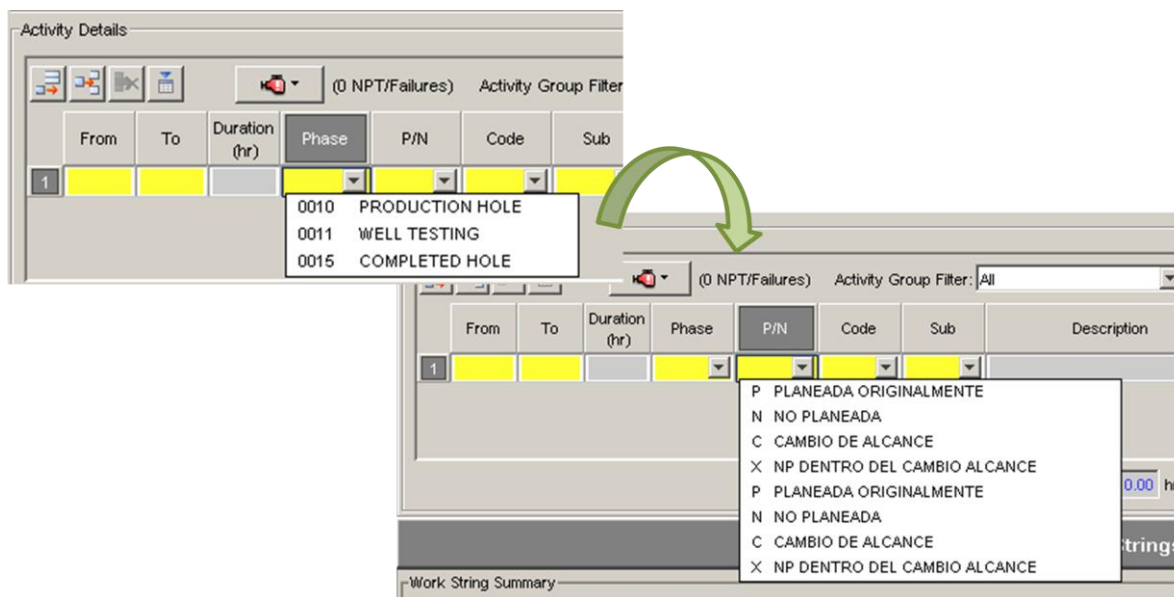 Activity Details
(0 NPT/Failures) Activity Group Filter
From To Duration (hr) Phase P/N Code Sub
1
0010 PRODUCTION HOLE
0011 WELL TESTING
0015 COMPLETED HOLE
(0 NPT/Failures) Activity Group Filter: All
From To Duration (hr) Phase P/N Code Sub Description
1
P PLANEADA ORIGINALMENTE
N NO PLANEADA
C CAMBIO DE ALCANCE
X NP DENTRO DEL CAMBIO ALCANCE
P PLANEADA ORIGINALMENTE
N NO PLANEADA
C CAMBIO DE ALCANCE
X NP DENTRO DEL CAMBIO ALCANCE
0.00
Work String Summary